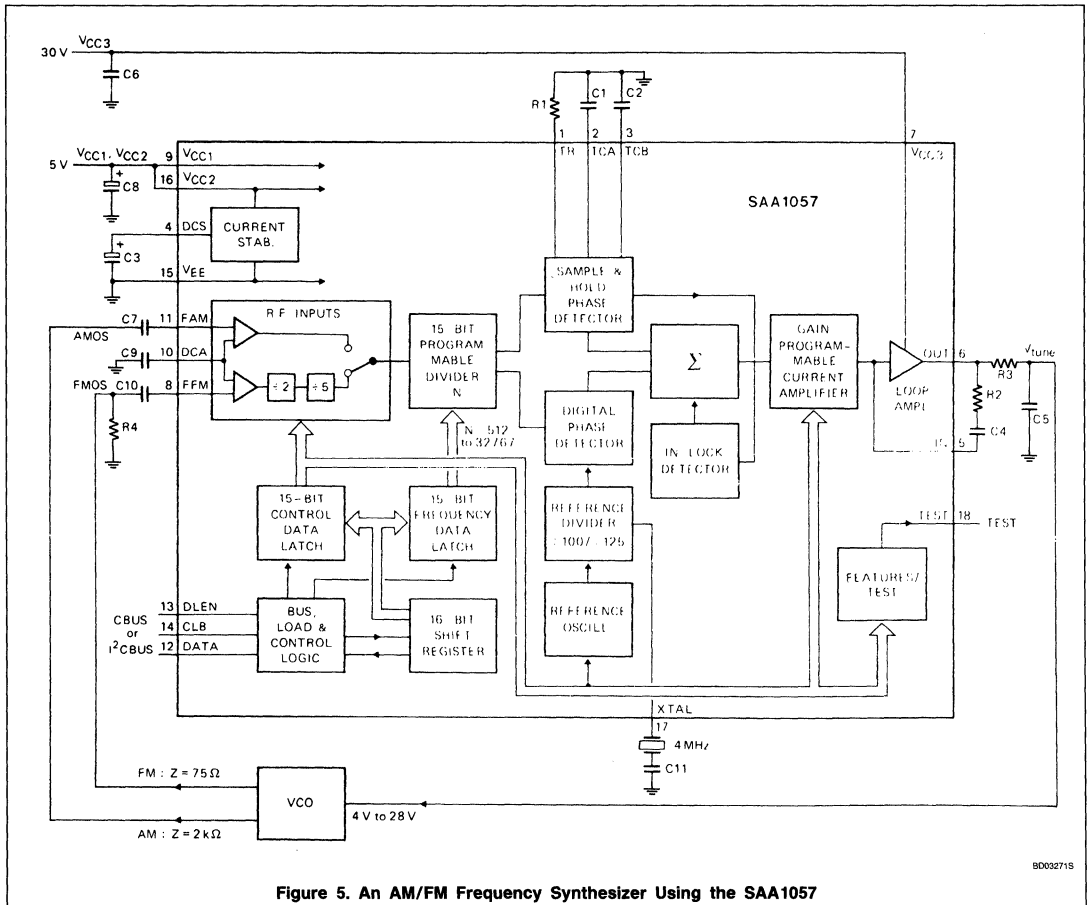 30 V
VCC3
C6
R1
C1
C2
1
TR
2
TCA
3
TCB
7
VCC3
5 V
VCC1, VCC2
9
VCC1
16
VCC2
+
C8
SAA1057
4
DCS
CURRENT
STAB.
+
C3
15
VEE
RF INPUTS
C7
11
FAM
AMOS
C9
10
DCA
FMOS
C10
8
FFM
÷2
÷5
R4
15 BIT
PROGRAM
MABLE
DIVIDER
N
N 512
to 32767
SAMPLE &
HOLD
PHASE
DETECTOR
Σ
DIGITAL
PHASE
DETECTOR
IN LOCK
DETECTOR
GAIN
PROGRAM-
MABLE
CURRENT
AMPLIFIER
OUT
6
LOOP
AMPL
R3
Vtune
R2
C5
C4
5
15-BIT
CONTROL
DATA
LATCH
15 BIT
FREQUENCY
DATA
LATCH
REFERENCE
DIVIDER
100/ 125
TEST
18
TEST
FEATURES/
TEST
CBUS
or
I²CBUS
13
DLEN
14
CLB
12
DATA
BUS,
LOAD &
CONTROL
LOGIC
16 BIT
SHIFT
REGISTER
REFERENCE
OSCILL
XTAL
17
4 MHz
C11
FM : Z = 75 Ω
AM : Z = 2 kΩ
VCO
4 V to 28 V
BD03271S
Figure 5. An AM/FM Frequency Synthesizer Using the SAA1057